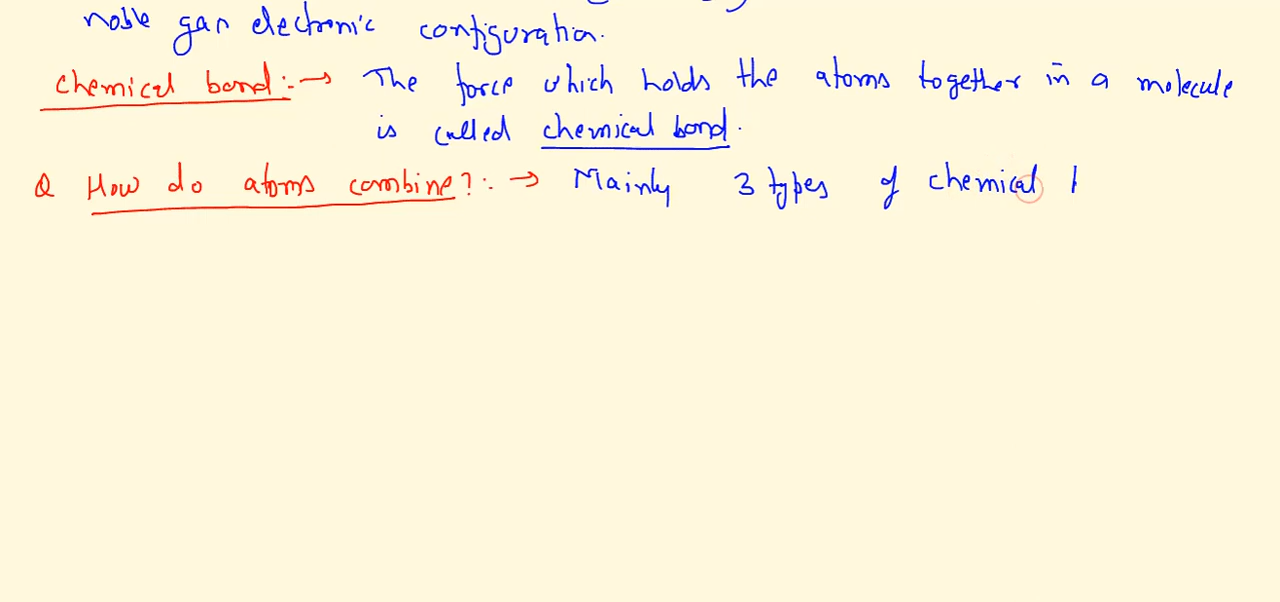 noble gas electronic configuration.
chemical bond:→ The force which holds the atoms together in a molecule
is called chemical bond.
Q How do atoms combine?:→ Mainly 3 types of chemical